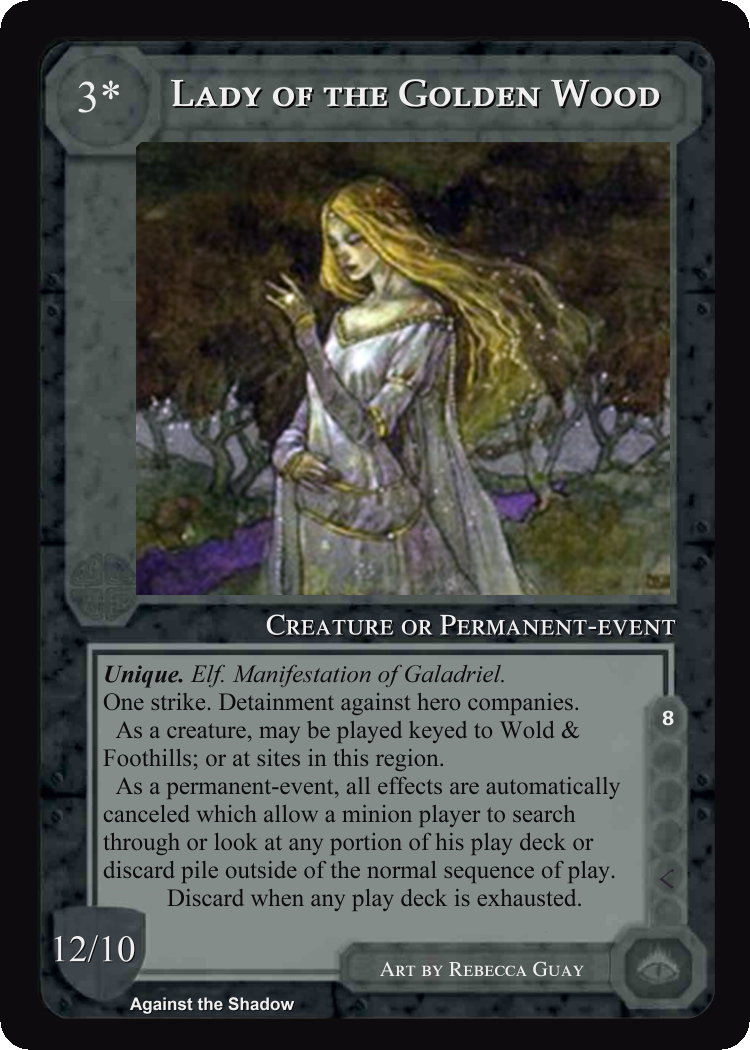 3*
Lady of the Golden Wood
Creature or Permanent-event
Unique. Elf. Manifestation of Galadriel.
One strike. Detainment against hero companies.
As a creature, may be played keyed to Wold &
Foothills; or at sites in this region.
As a permanent-event, all effects are automatically
canceled which allow a minion player to search
through or look at any portion of his play deck or
discard pile outside of the normal sequence of play.
Discard when any play deck is exhausted.
8
<
12/10
Art by Rebecca Guay
Against the Shadow